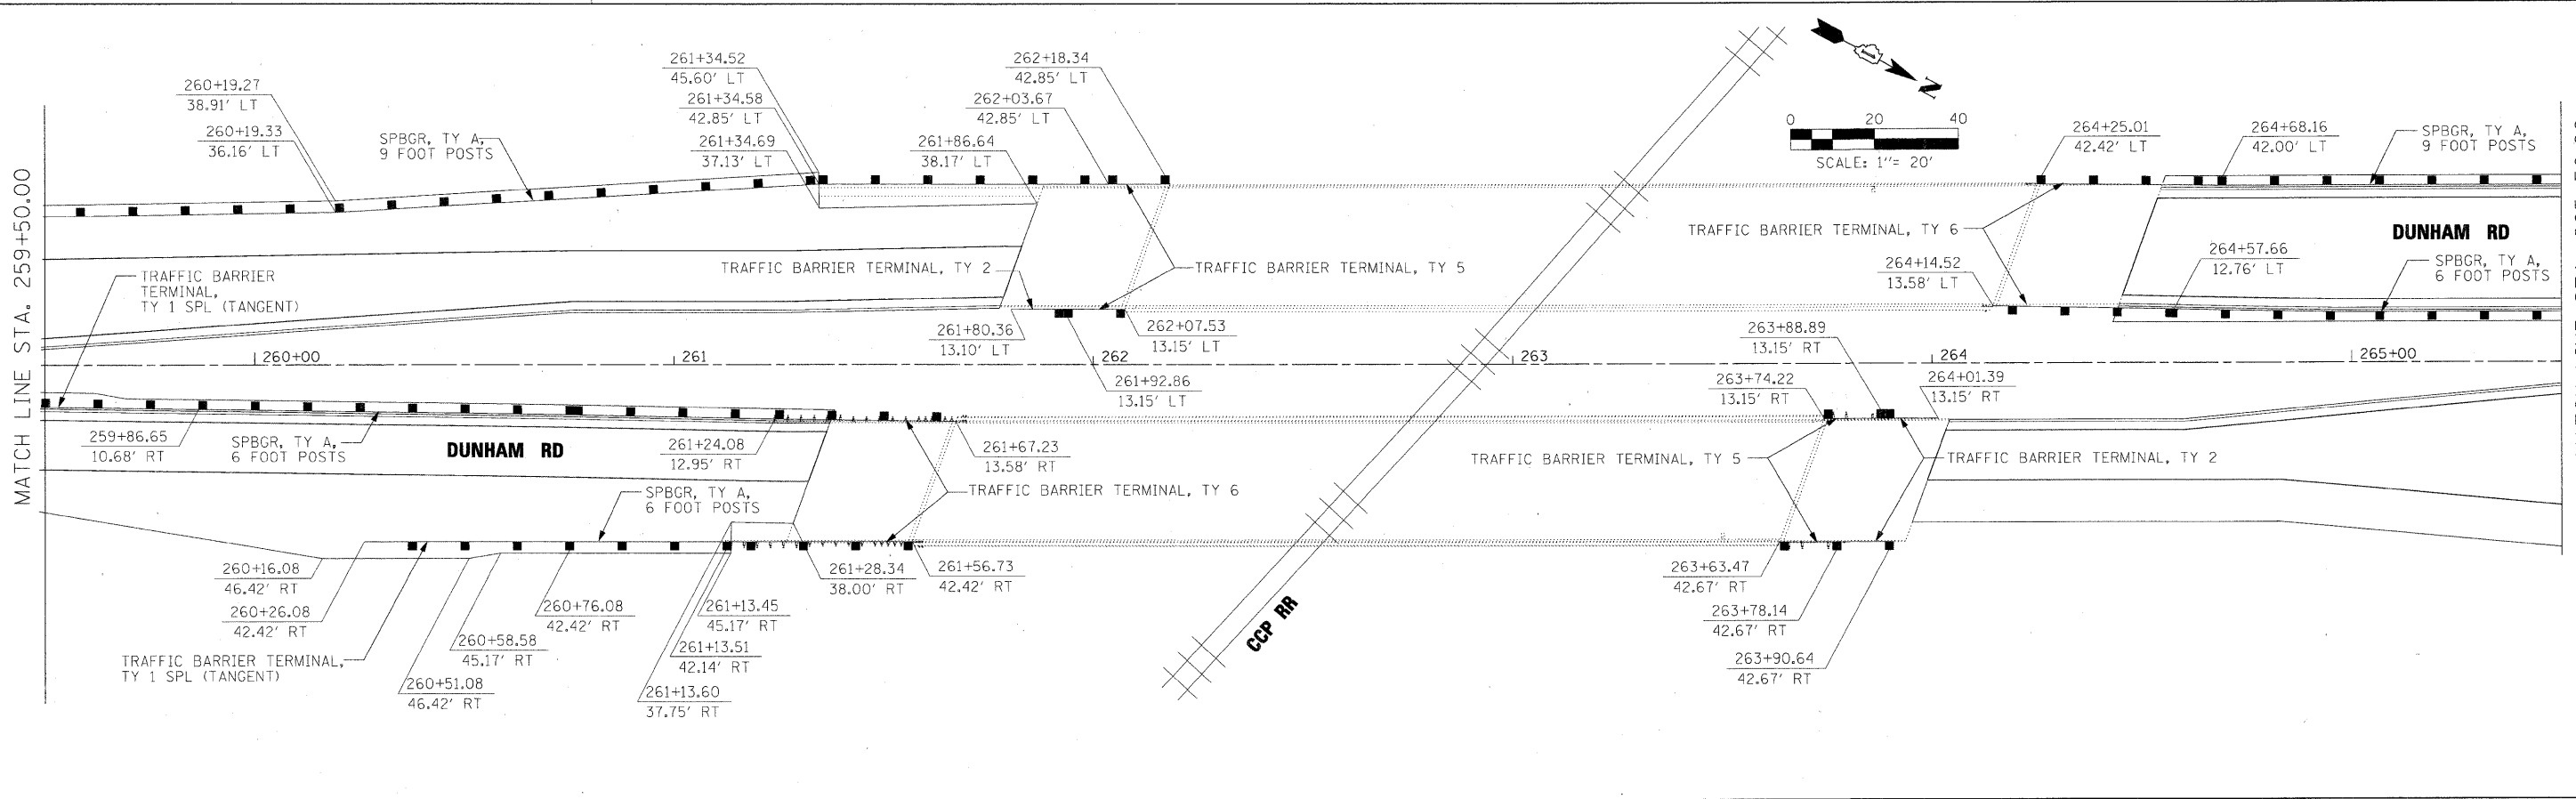 MATCH LINE STA. 259+50.00
260+19.27
38.91' LT
260+19.33
36.16' LT
SPBGR, TY A,
9 FOOT POSTS
261+34.52
45.60' LT
261+34.58
42.85' LT
261+34.69
37.13' LT
262+18.34
42.85' LT
262+03.67
42.85' LT
261+86.64
38.17' LT
N
0 20 40
SCALE: 1"= 20'
264+25.01
42.42' LT
264+68.16
42.00' LT
SPBGR, TY A,
9 FOOT POSTS
TRAFFIC BARRIER TERMINAL, TY 6
DUNHAM RD
264+57.66
12.76' LT
SPBGR, TY A,
6 FOOT POSTS
264+14.52
13.58' LT
TRAFFIC BARRIER
TERMINAL,
TY 1 SPL (TANGENT)
TRAFFIC BARRIER TERMINAL, TY 2
TRAFFIC BARRIER TERMINAL, TY 5
261+80.36
13.10' LT
262+07.53
13.15' LT
261+92.86
13.15' LT
263+88.89
13.15' RT
260+00
261
262
263
264
265+00
263+74.22
13.15' RT
264+01.39
13.15' RT
259+86.65
10.68' RT
SPBGR, TY A,
6 FOOT POSTS
DUNHAM RD
261+24.08
12.95' RT
261+67.23
13.58' RT
TRAFFIC BARRIER TERMINAL, TY 5
TRAFFIC BARRIER TERMINAL, TY 2
SPBGR, TY A,
6 FOOT POSTS
TRAFFIC BARRIER TERMINAL, TY 6
260+16.08
46.42' RT
260+26.08
42.42' RT
TRAFFIC BARRIER TERMINAL,
TY 1 SPL (TANGENT)
260+51.08
46.42' RT
260+58.58
45.17' RT
260+76.08
42.42' RT
261+13.45
45.17' RT
261+13.51
42.14' RT
261+13.60
37.75' RT
261+28.34
38.00' RT
261+56.73
42.42' RT
CCP RR
263+63.47
42.67' RT
263+78.14
42.67' RT
263+90.64
42.67' RT